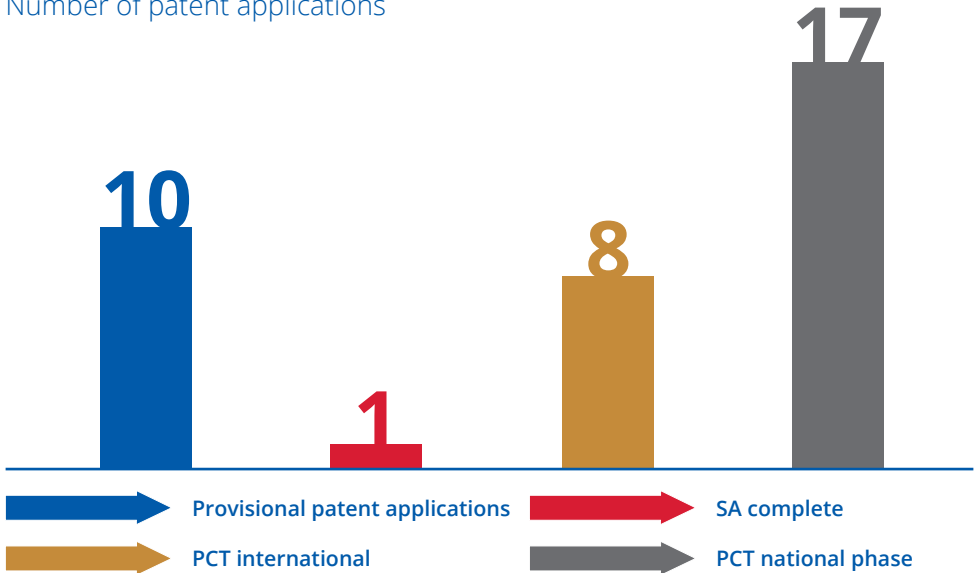 Number of patent applications
17
10
8
1
Provisional patent applications
SA complete
PCT international
PCT national phase